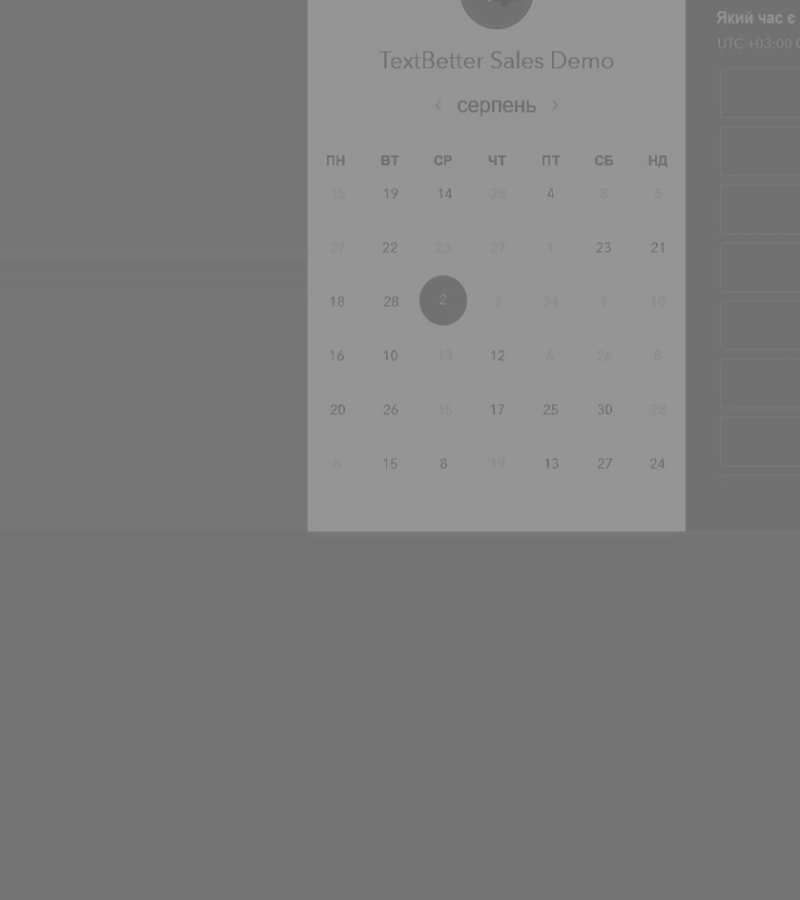 Який час є
UTC +03:00
TextBetter Sales Demo
‹ серпень ›
ПН ВТ СР ЧТ ПТ СБ НД
15 19 14 28 4 8 5
27 22 23 27 1 23 21
18 28 2 3 24 1 10
16 10 13 12 6 26 8
20 26 15 17 25 30 28
15 8 19 13 27 24